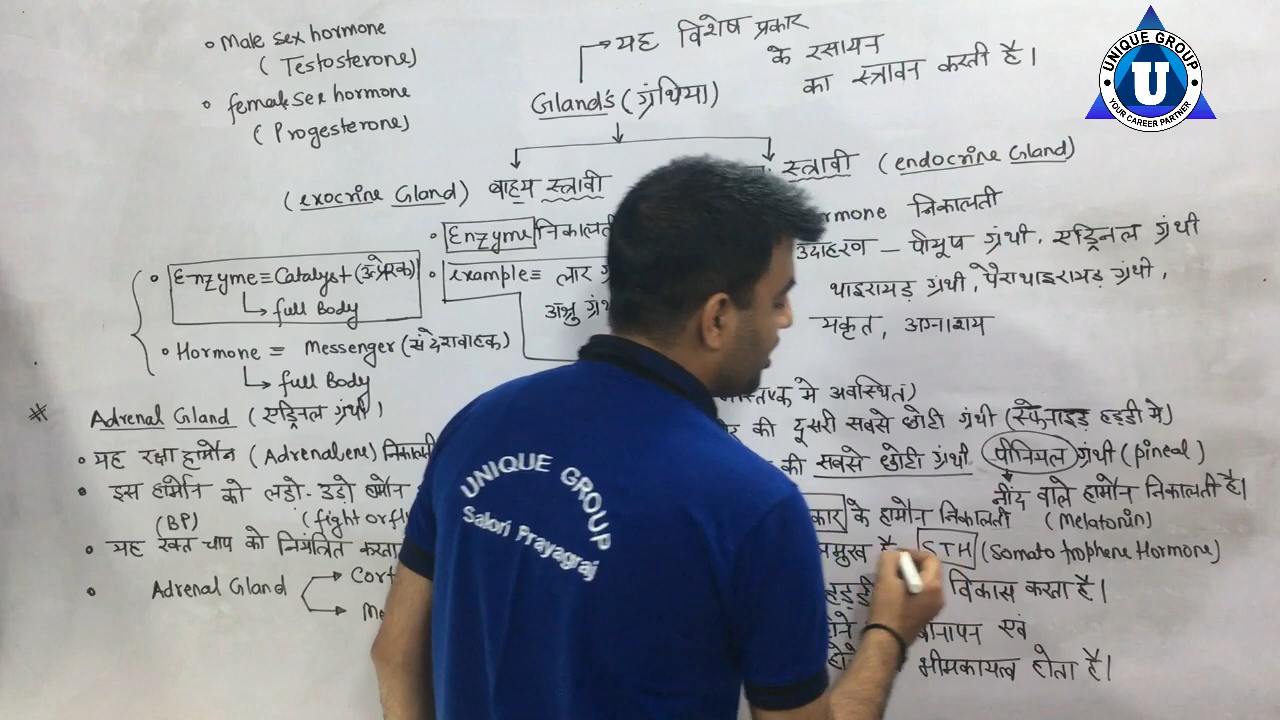 • Male sex hormone
( Testosterone)
• female sex hormone
(Progesterone)
→ यह विशेष प्रकार
के रसायन
का स्त्रावन करती है।
Gland's (ग्रंथिया)
UNIQUE GROUP
U
YOUR CAREER PARTNER
(exocrine Gland) वाह्य स्त्रावी
स्त्रावी (endocrine Gland)
• Enzyme निकालती
• example = लार
अश्रु
• Enzyme = Catalyst (उत्प्रेरक)
↳ full Body
• Hormone = Messenger (संदेशवाहक)
↳ full Body
rmone निकालती
उदाहरण – पीयूष ग्रंथी, एड्रिनल ग्रंथी
थाइरायड ग्रंथी, पैराथाइरायड ग्रंथी,
यकृत, अग्नाशय
* Adrenal Gland (एड्रिनल ग्रंथी)
• यह रक्षा हार्मोन (Adrenalene) निकालती
• इस हार्मोन को लड़ो-उड़ो हार्मोन
(fight or fl
(BP)
• यह रक्त चाप को नियंत्रित करता
• Adrenal Gland
Cort
Me
में अवस्थित)
की दूसरी सबसे छोटी ग्रंथी (स्फेनाइड हड्डी मे)
की सबसे छोटी ग्रंथी पीनियल ग्रंथी (pineal)
नींद वाले हार्मोन निकालती है।
(Melatonin)
कार के हार्मोन निकालती
STH (Somato trophene Hormone)
विकास करता है।
एवं
भीमकायत्व होता है।
UNIQUE GROUP
Salori Prayagraj